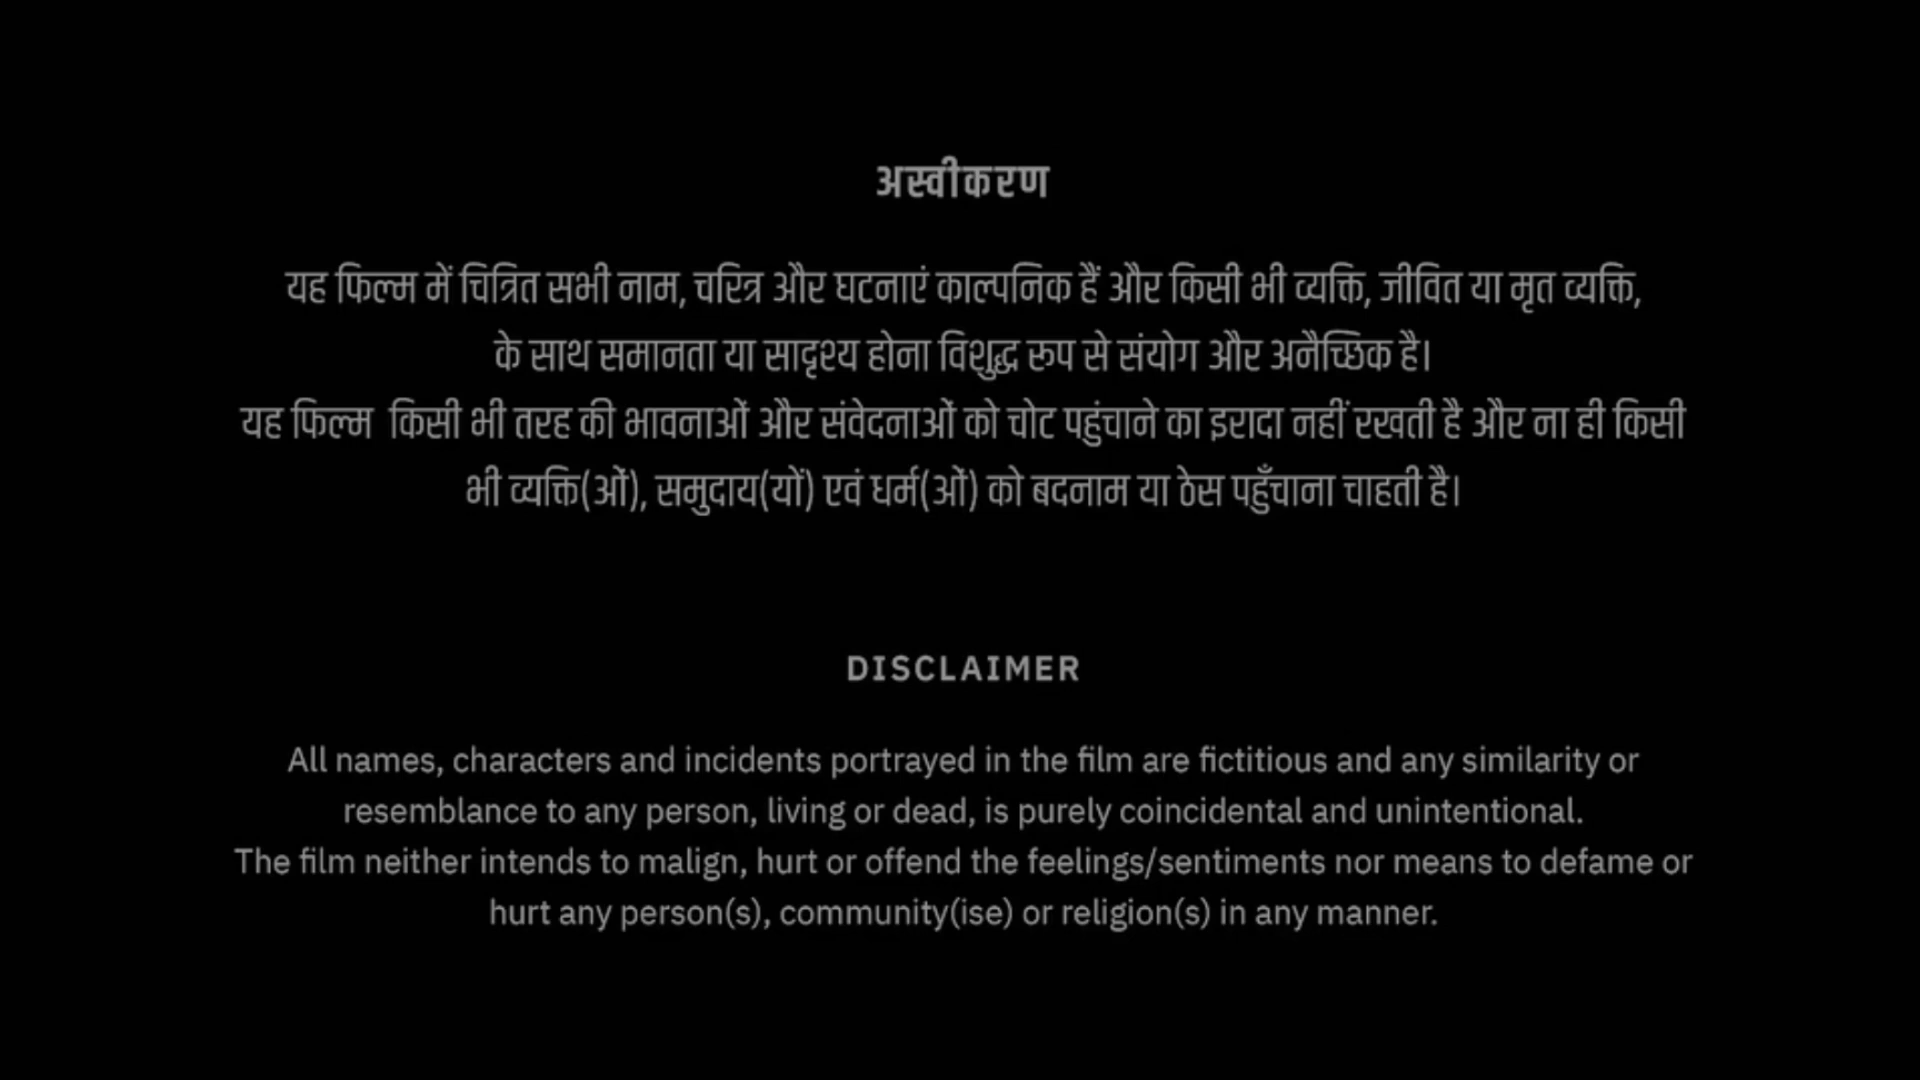 अस्वीकरण
यह फिल्म में चित्रित सभी नाम, चरित्र और घटनाएं काल्पनिक हैं और किसी भी व्यक्ति, जीवित या मृत व्यक्ति,
के साथ समानता या सादृश्य होना विशुद्ध रूप से संयोग और अनैच्छिक है।
यह फिल्म किसी भी तरह की भावनाओं और संवेदनाओं को चोट पहुंचाने का इरादा नहीं रखती है और ना ही किसी
भी व्यक्ति(ओं), समुदाय(यों) एवं धर्म(ओं) को बदनाम या ठेस पहुँचाना चाहती है।
DISCLAIMER
All names, characters and incidents portrayed in the film are fictitious and any similarity or
resemblance to any person, living or dead, is purely coincidental and unintentional.
The film neither intends to malign, hurt or offend the feelings/sentiments nor means to defame or
hurt any person(s), community(ise) or religion(s) in any manner.